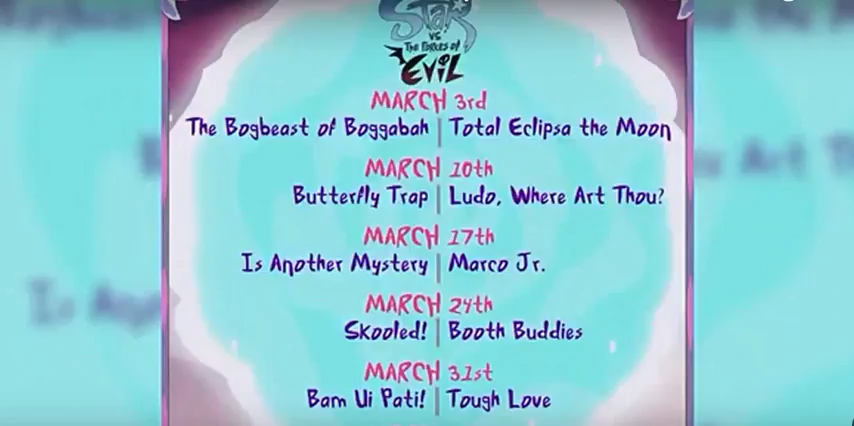 Star
vs
The Forces of
Evil
MARCH 3rd
The Bogbeast of Boggabah | Total Eclipsa the Moon
MARCH 10th
Butterfly Trap | Ludo, Where Art Thou?
MARCH 17th
Is Another Mystery | Marco Jr.
MARCH 24th
Skooled! | Booth Buddies
MARCH 31st
Bam Ui Pati! | Tough Love